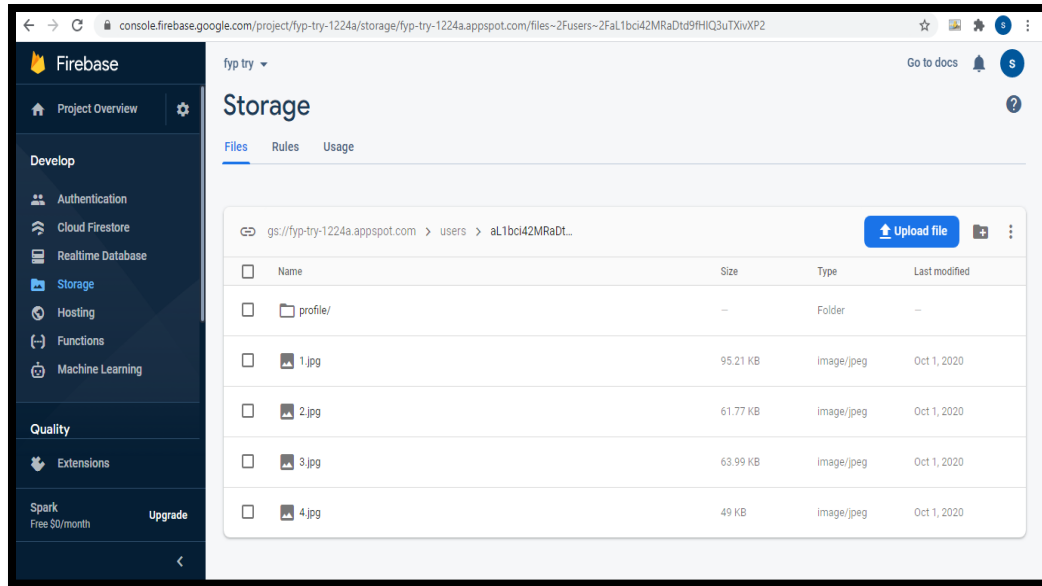 console.firebase.google.com/project/fyp-try-1224a/storage/fyp-try-1224a.appspot.com/files~2Fusers~2FaL1bci42MRaDtd9fHIQ3uTXivXP2
S
Firebase
fyp try
Go to docs
S
Project Overview
Storage
?
Files Rules Usage
Develop
Authentication
Cloud Firestore
Realtime Database
Storage
Hosting
Functions
Machine Learning
Quality
Extensions
Spark
Free $0/month
Upgrade
gs://fyp-try-1224a.appspot.com > users > aL1bci42MRaDt...
Upload file
Name Size Type Last modified
profile/ — Folder —
1.jpg 95.21 KB image/jpeg Oct 1, 2020
2.jpg 61.77 KB image/jpeg Oct 1, 2020
3.jpg 63.99 KB image/jpeg Oct 1, 2020
4.jpg 49 KB image/jpeg Oct 1, 2020